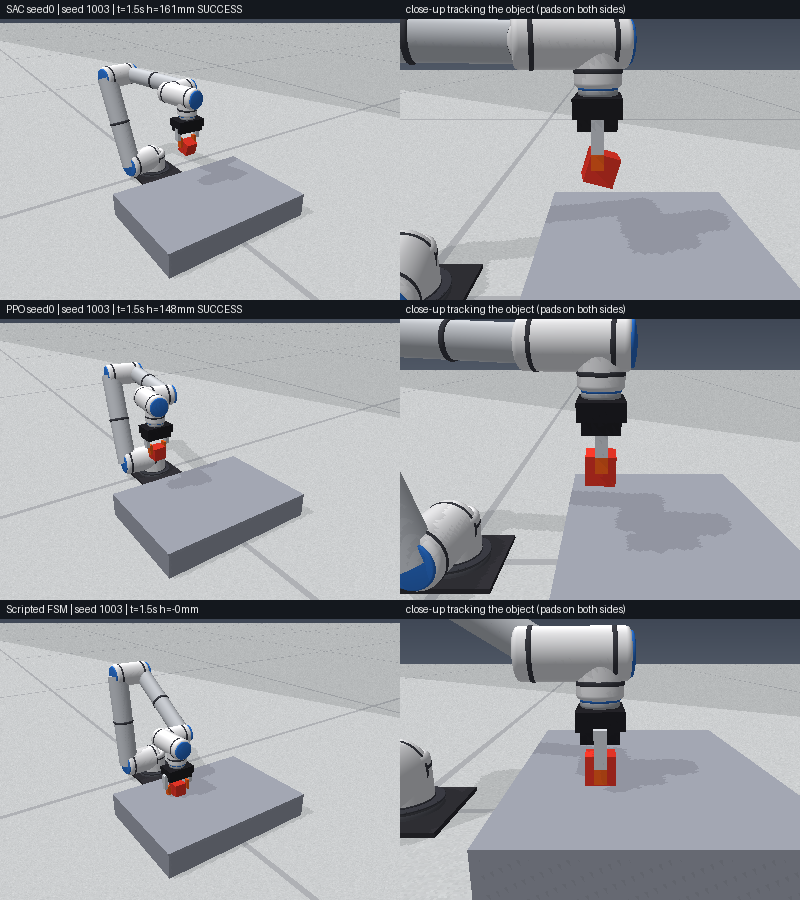 SAC seed0 | seed 1003 | t=1.5s h=161mm SUCCESS
close-up tracking the object (pads on both sides)
PPO seed0 | seed 1003 | t=1.5s h=148mm SUCCESS
close-up tracking the object (pads on both sides)
Scripted FSM | seed 1003 | t=1.5s h=-0mm
close-up tracking the object (pads on both sides)